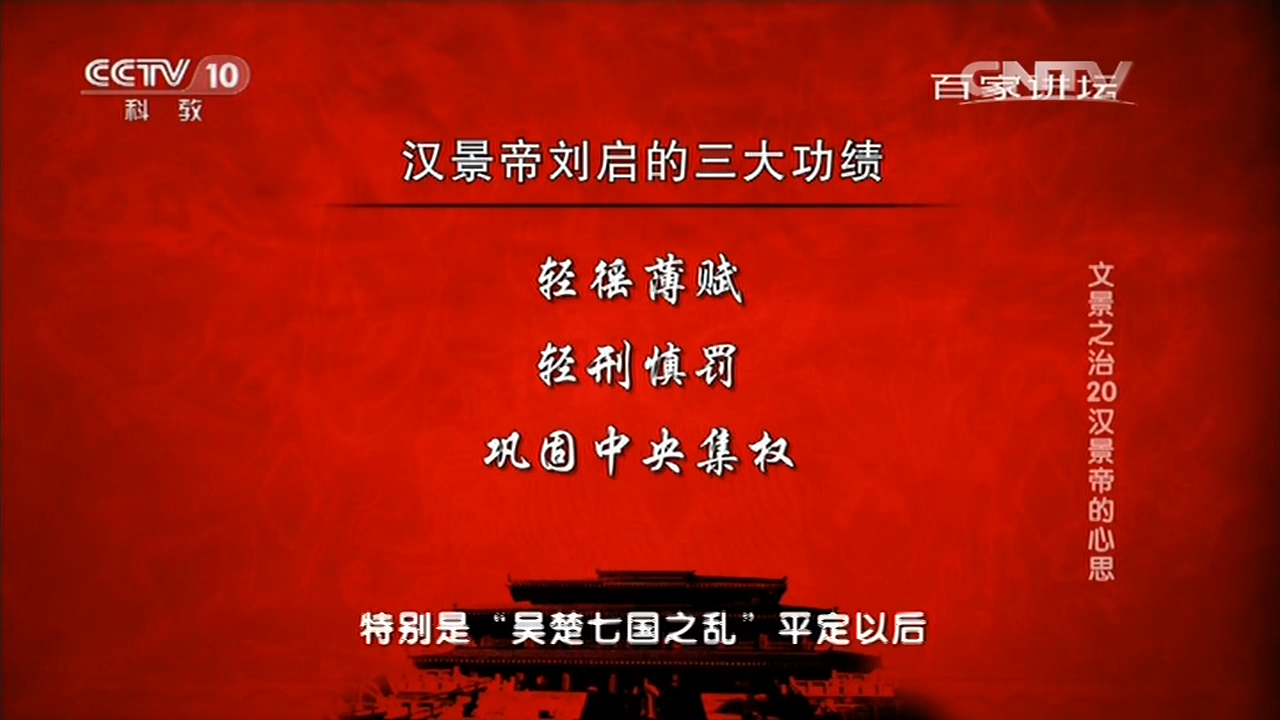 CCTV 10
科教
百家讲坛
CNTV
汉景帝刘启的三大功绩
轻徭薄赋
轻刑慎罚
巩固中央集权
文景之治20汉景帝的心思
特别是“吴楚七国之乱”平定以后